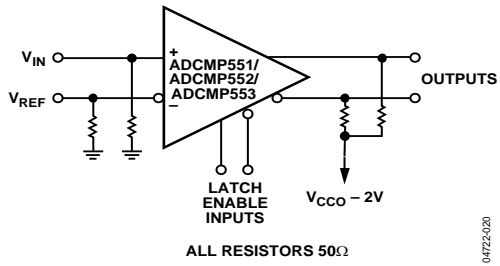 V_IN
V_REF
+
ADCMP551/
ADCMP552/
ADCMP553
–
OUTPUTS
LATCH
ENABLE
INPUTS
V_CCO – 2V
ALL RESISTORS 50Ω
04722-020